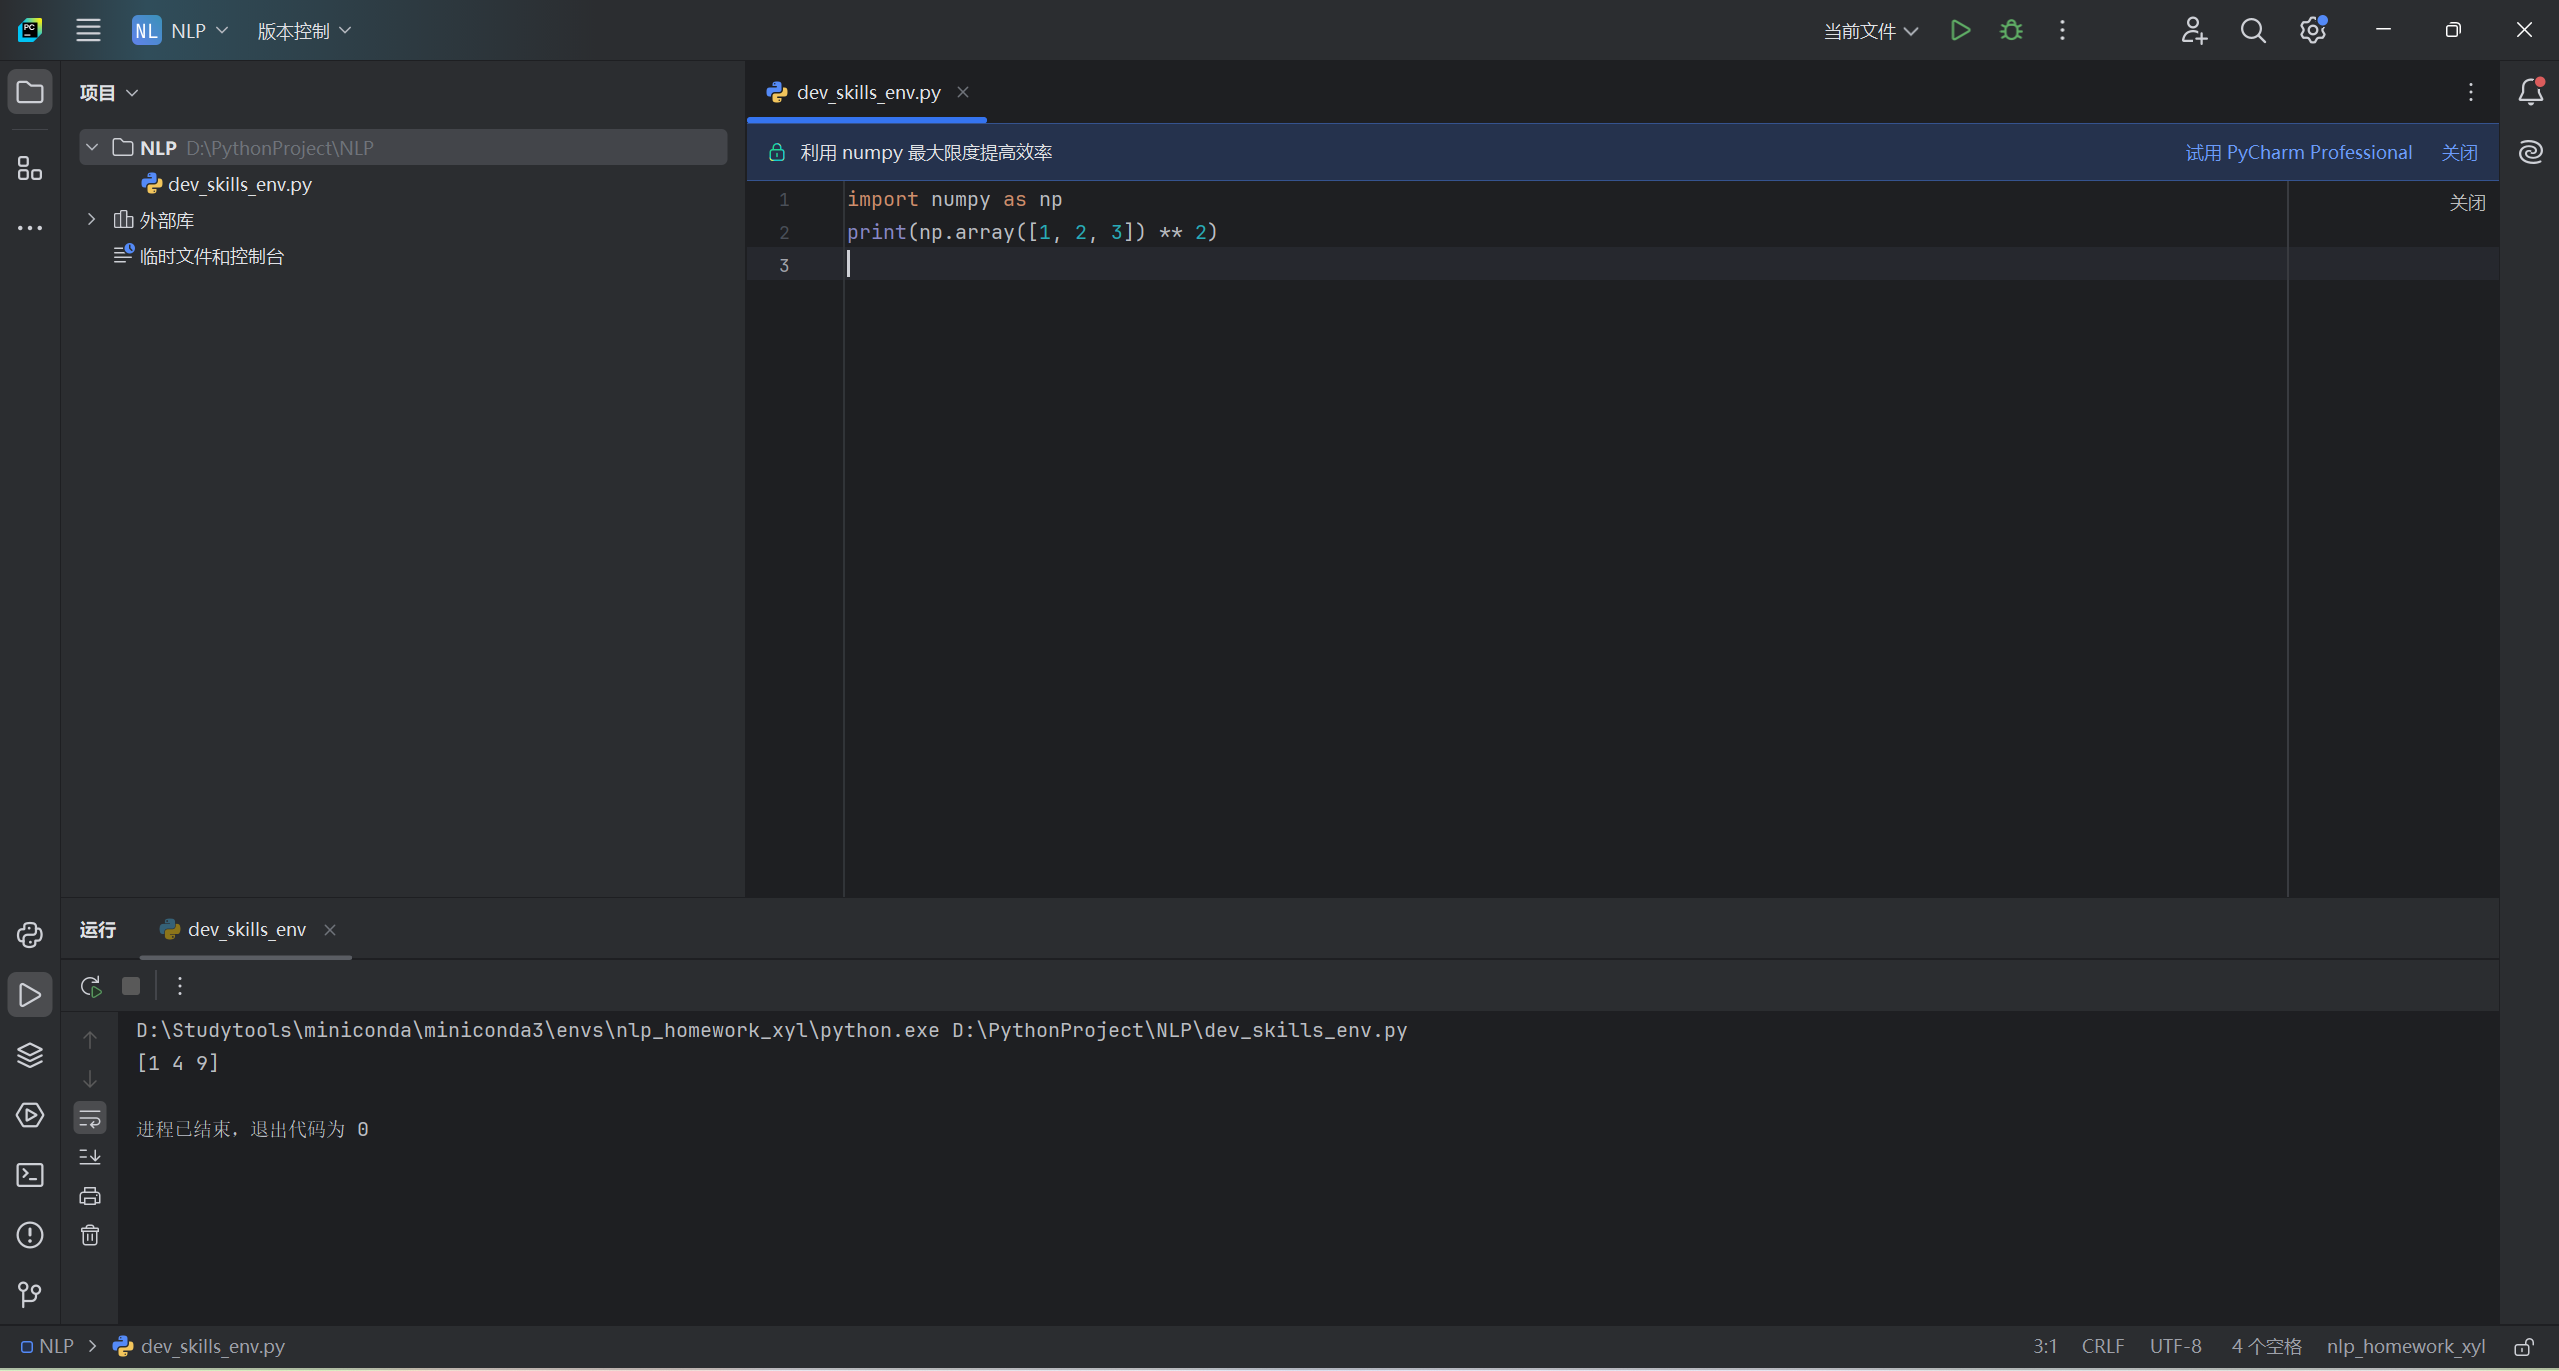 PC
NL NLP 版本控制 当前文件
项目
dev_skills_env.py
NLP D:\PythonProject\NLP
dev_skills_env.py
外部库
临时文件和控制台
利用 numpy 最大限度提高效率 试用 PyCharm Professional 关闭
关闭
1 import numpy as np
2 print(np.array([1, 2, 3]) ** 2)
3
运行 dev_skills_env
D:\Studytools\miniconda\miniconda3\envs\nlp_homework_xyl\python.exe D:\PythonProject\NLP\dev_skills_env.py
[1 4 9]
进程已结束，退出代码为 0
NLP dev_skills_env.py 3:1 CRLF UTF-8 4 个空格 nlp_homework_xyl